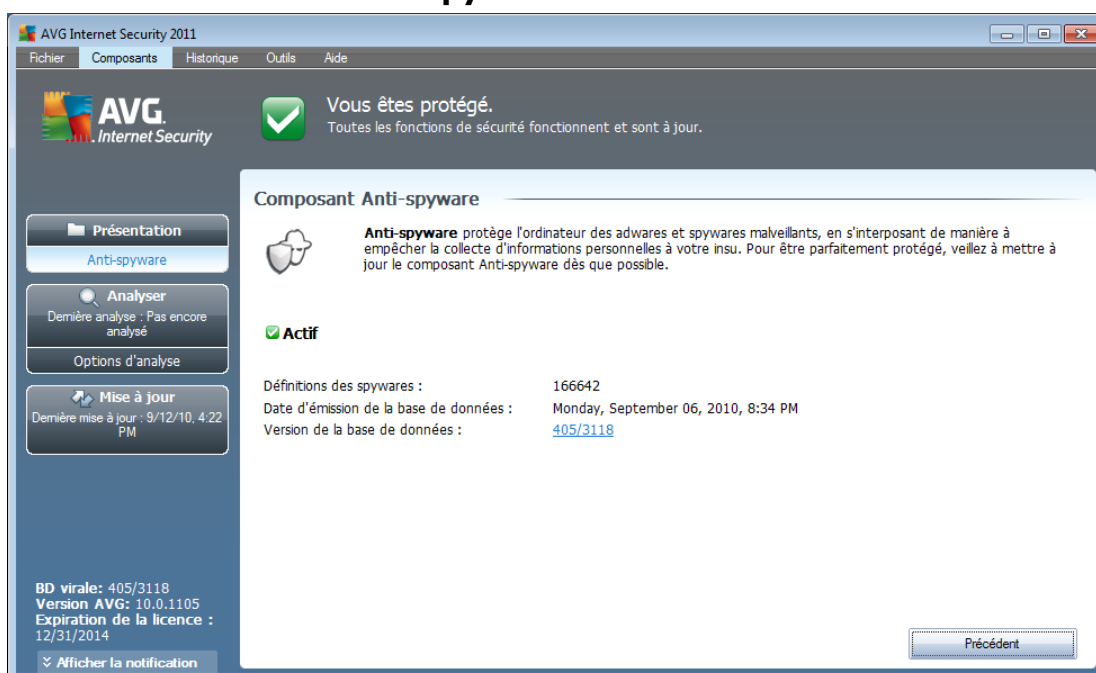 py
AVG Internet Security 2011
Fichier Composants Historique Outils Aide
AVG.
Internet Security
Vous êtes protégé.
Toutes les fonctions de sécurité fonctionnent et sont à jour.
Présentation
Anti-spyware
Analyser
Dernière analyse : Pas encore
analysé
Options d'analyse
Mise à jour
Dernière mise à jour : 9/12/10, 4:22
PM
BD virale: 405/3118
Version AVG: 10.0.1105
Expiration de la licence :
12/31/2014
Afficher la notification
Composant Anti-spyware
Anti-spyware protège l'ordinateur des adwares et spywares malveillants, en s'interposant de manière à
empêcher la collecte d'informations personnelles à votre insu. Pour être parfaitement protégé, veillez à mettre à
jour le composant Anti-spyware dès que possible.
Actif
Définitions des spywares : 166642
Date d'émission de la base de données : Monday, September 06, 2010, 8:34 PM
Version de la base de données : 405/3118
Précédent